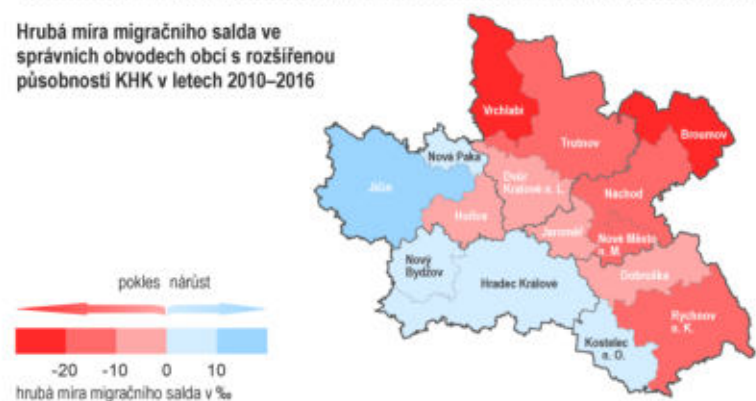 Hrubá míra migračního salda ve
správních obvodech obcí s rozšířenou
působností KHK v letech 2010–2016
Vrchlabí
Broumov
Trutnov
Nová Paka
Jičín
Dvůr
Králové n. L.
Náchod
Hořice
Jaroměř
Nové Město
n. M.
Nový
Bydžov
Hradec Králové
Dobruška
Rychnov
n. K.
Kostelec
n. O.
pokles nárůst
-20 -10 0 10
hrubá míra migračního salda v ‰